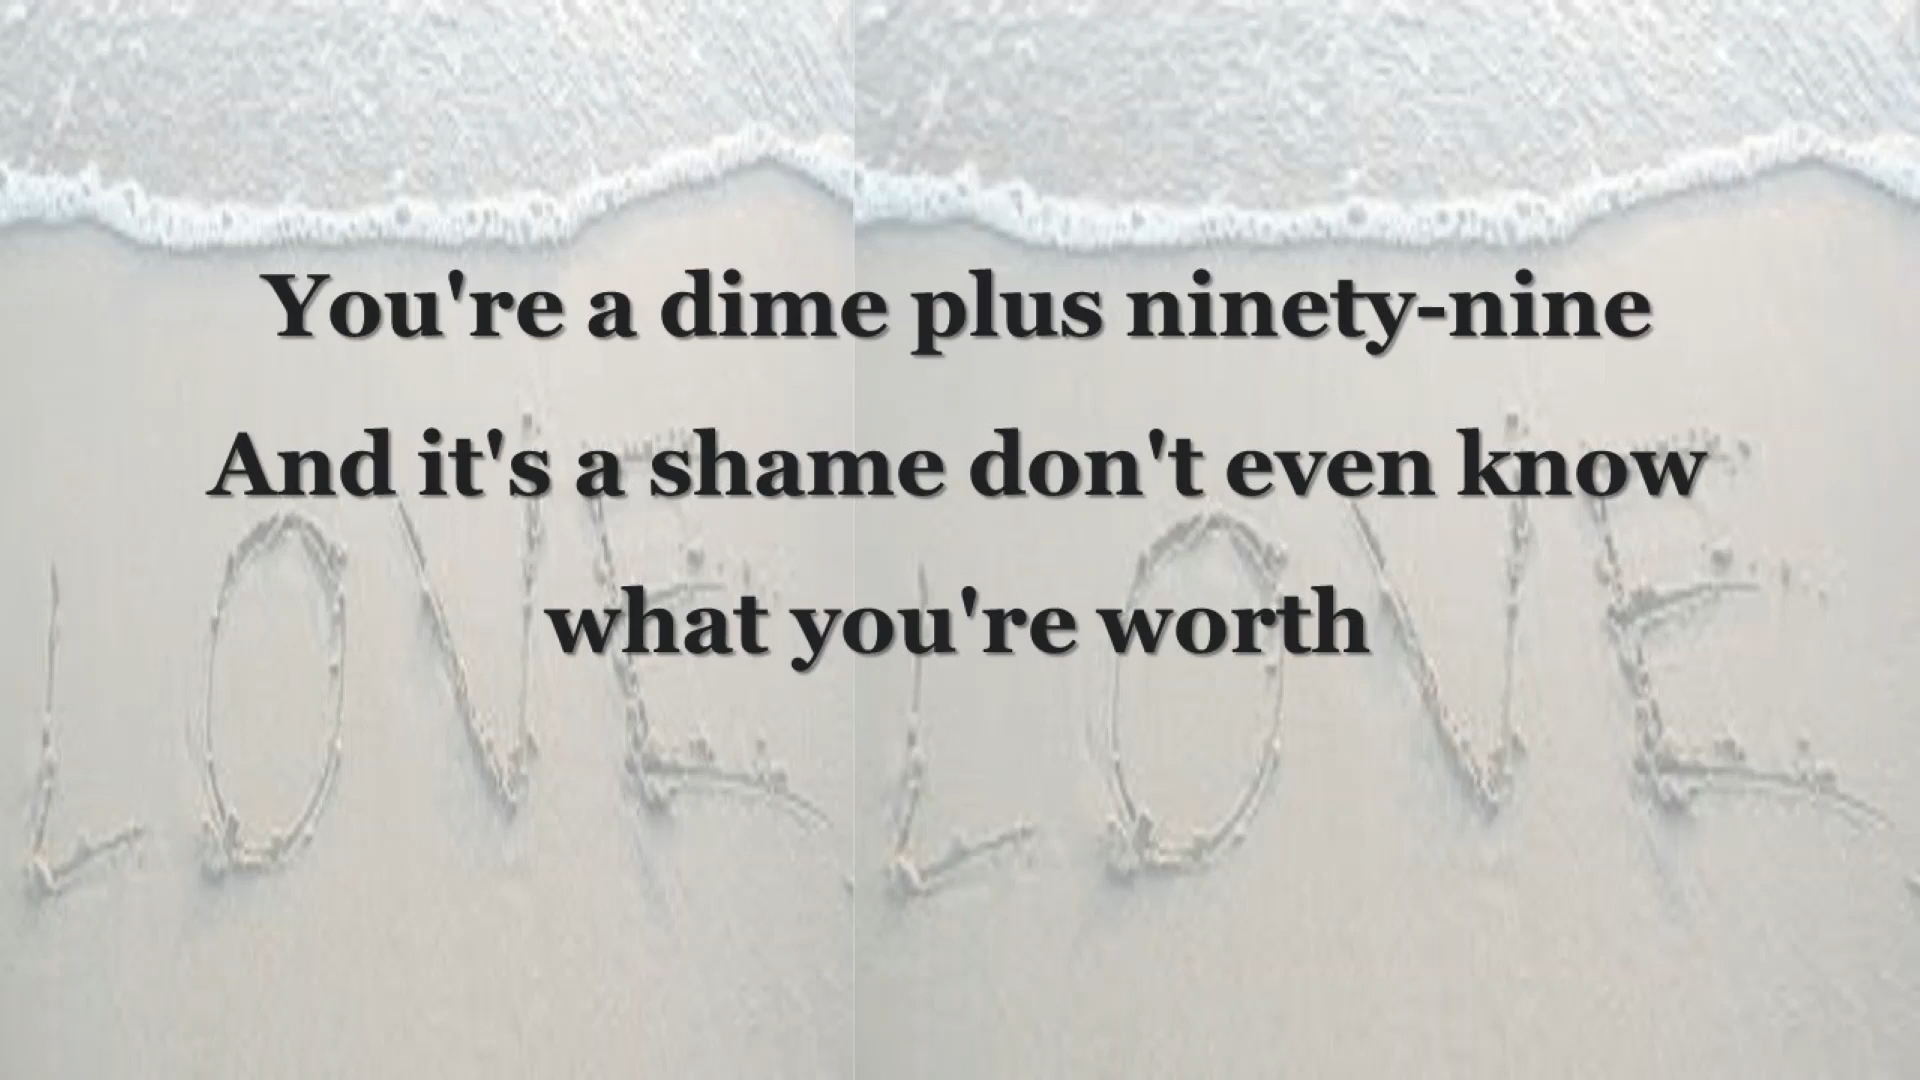 You're a dime plus ninety-nine
And it's a shame don't even know
what you're worth
LOVE LOVE